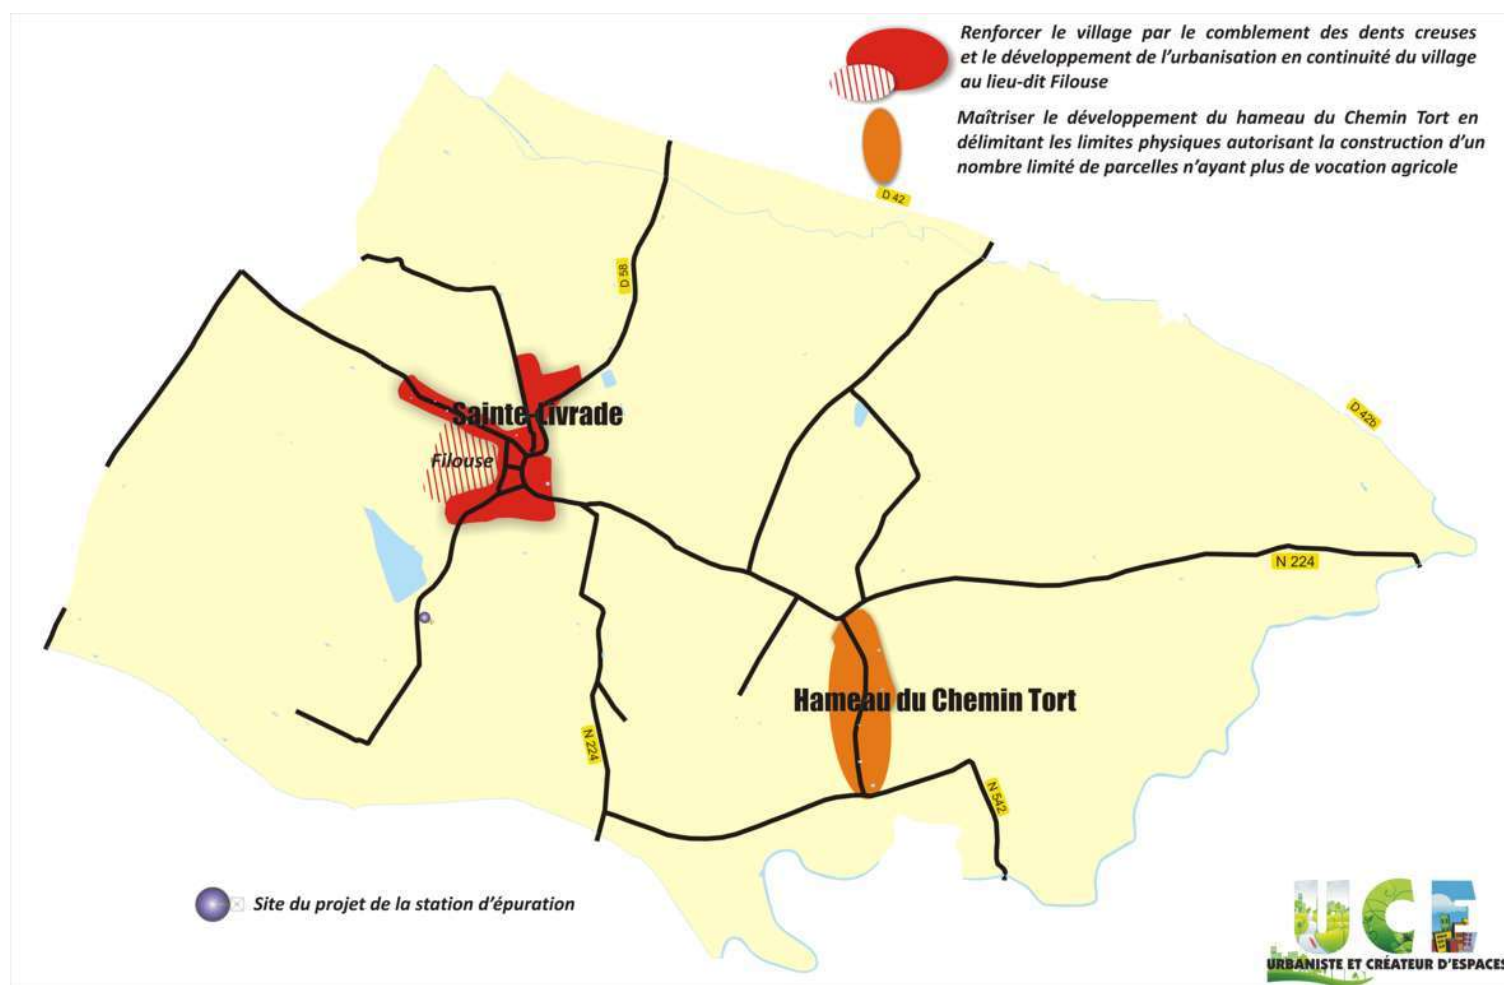 Renforcer le village par le comblement des dents creuses
et le développement de l'urbanisation en continuité du village
au lieu-dit Filouse
Maîtriser le développement du hameau du Chemin Tort en
délimitant les limites physiques autorisant la construction d'un
nombre limité de parcelles n'ayant plus de vocation agricole
D 42
D 58
Sainte-Livrade
D 42b
Filouse
N 224
Hameau du Chemin Tort
N 224
N 542
Site du projet de la station d'épuration
UCE
URBANISTE ET CRÉATEUR D'ESPACES